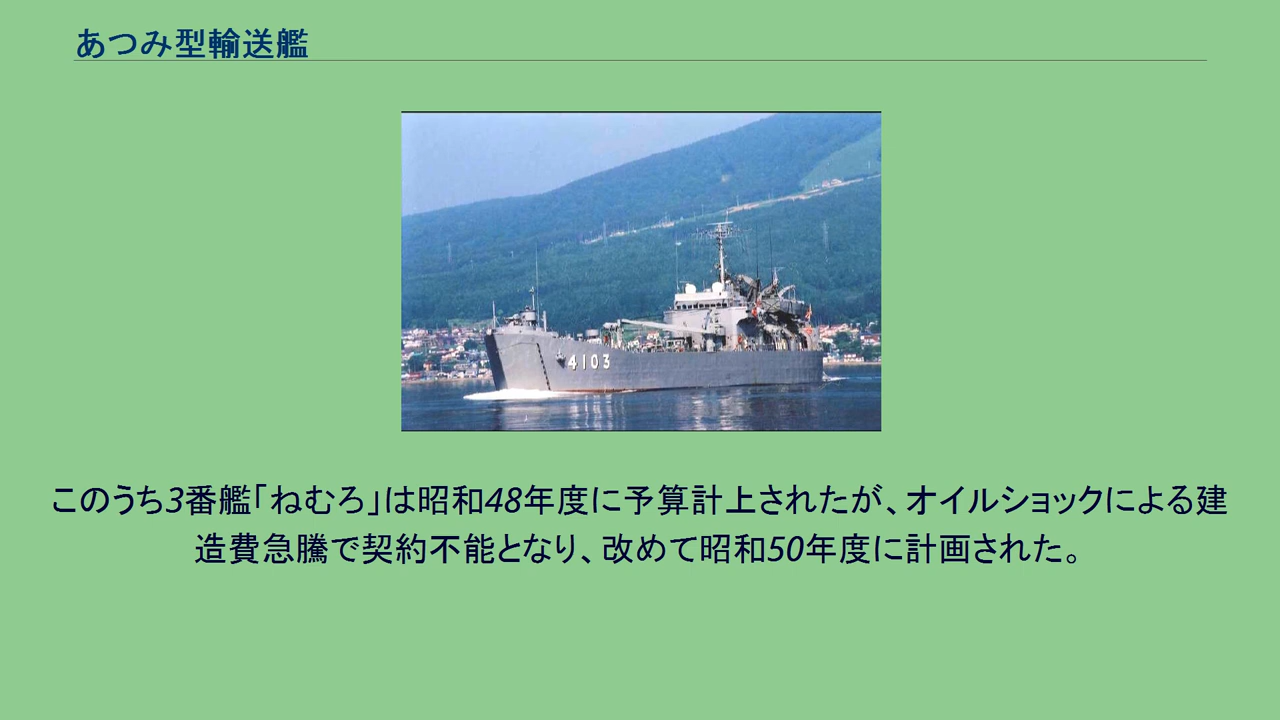 あつみ型輸送艦
4103
このうち3番艦「ねむろ」は昭和48年度に予算計上されたが、オイルショックによる建
造費急騰で契約不能となり、改めて昭和50年度に計画された。